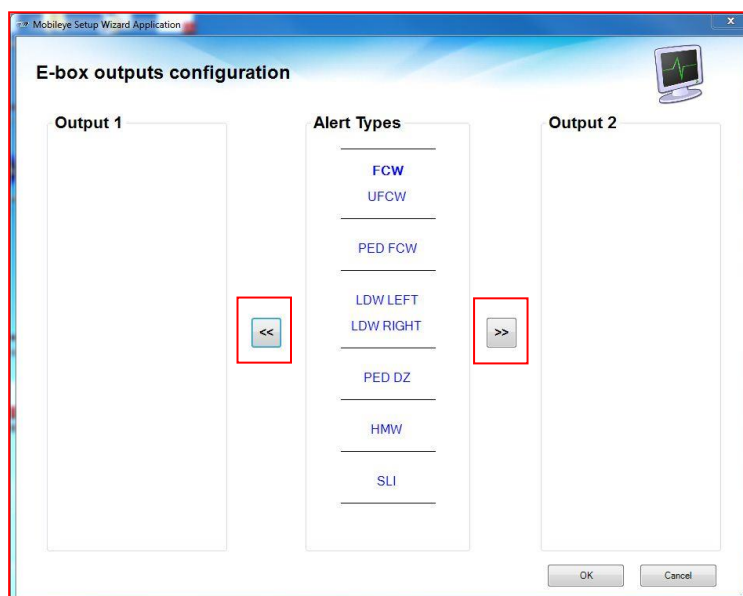 Mobileye Setup Wizard Application
x
E-box outputs configuration
Output 1
Alert Types
Output 2
FCW
UFCW
PED FCW
LDW LEFT
LDW RIGHT
<<
>>
PED DZ
HMW
SLI
OK
Cancel